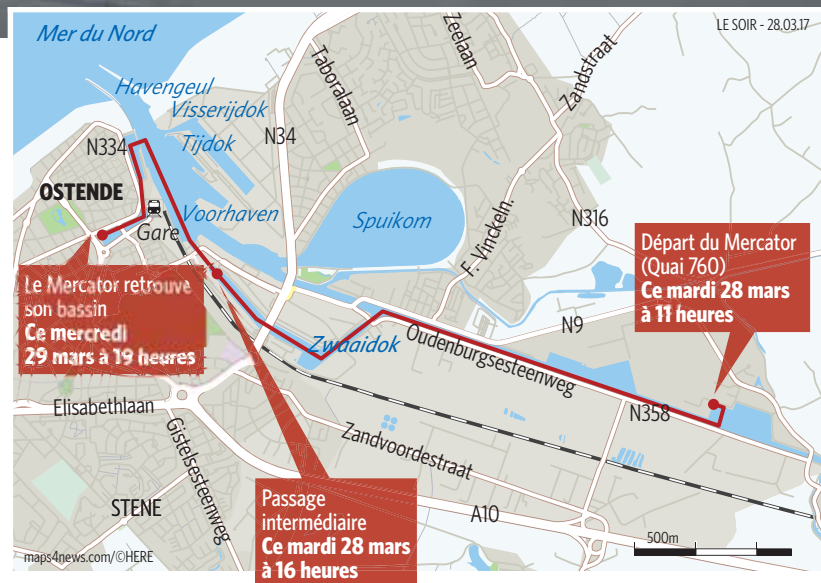 LE SOIR - 28.03.17
Mer du Nord
Havengeul
Visserijdok
Tijdok
N334
OSTENDE
Gare
Voorhaven
N34
Taboralaan
Zeelaan
Zandstraat
Spuikom
F. Vinckeln.
N316
Départ du Mercator
(Quai 760)
Ce mardi 28 mars
à 11 heures
Le Mercator retrouve
son bassin
Ce mercredi
29 mars à 19 heures
Zwaaidok
Oudenburgsesteenweg
N9
N358
Elisabethlaan
Gistelsesteenweg
Zandvoordestraat
STENE
A10
Passage
intermédiaire
Ce mardi 28 mars
à 16 heures
500m
maps4news.com/©HERE